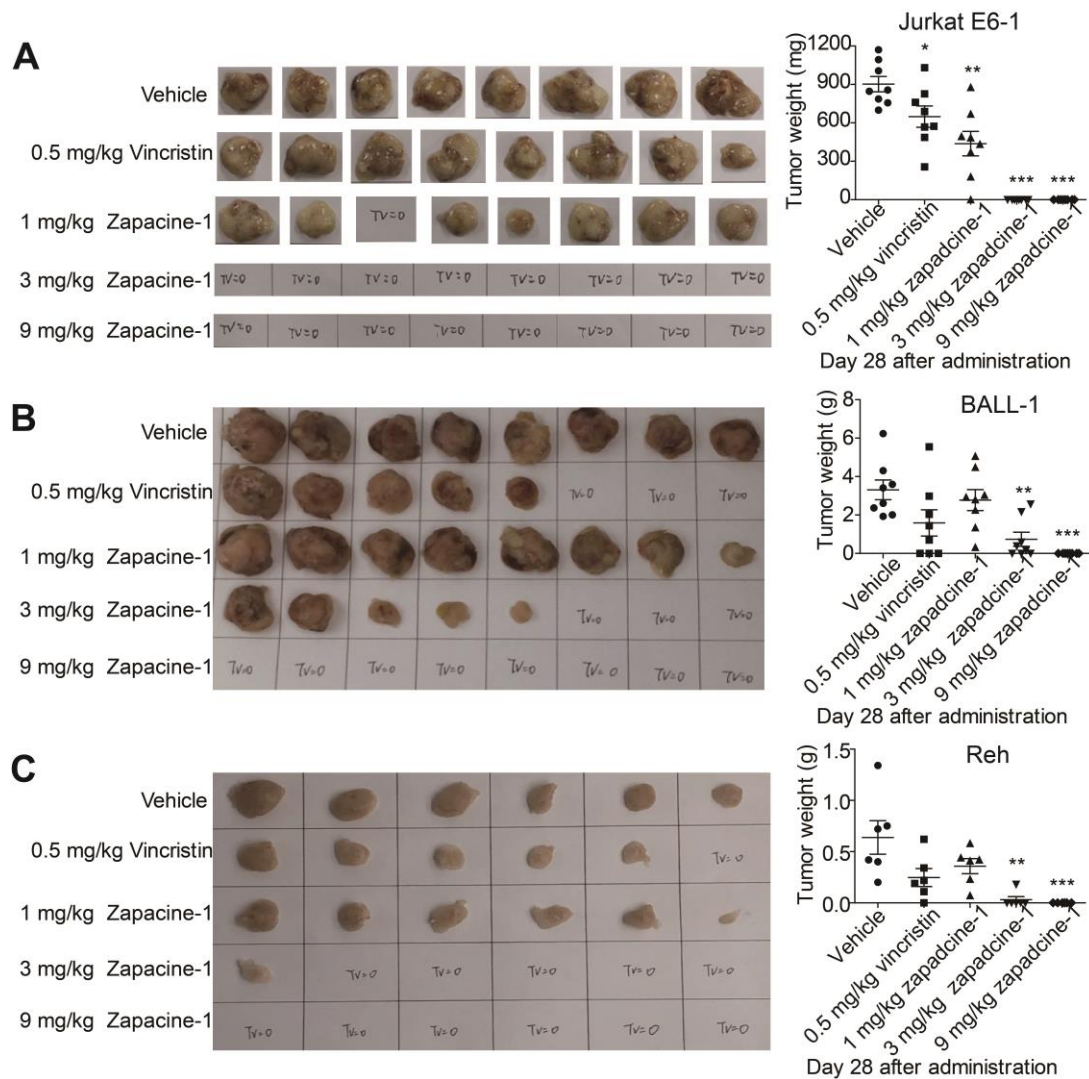 A
Vehicle
0.5 mg/kg Vincristin
1 mg/kg Zapacine-1
TV=0
3 mg/kg Zapacine-1
TV=0 TV=0 TV=0 TV=0 TV=0 TV=0 TV=0 TV=0
9 mg/kg Zapacine-1
TV=0 TV=0 TV=0 TV=0 TV=0 TV=0 TV=0 TV=0
Jurkat E6-1
Tumor weight (mg)
1200
900
600
300
0
*
**
***
***
Vehicle
0.5 mg/kg vincristin
1 mg/kg zapadcine-1
3 mg/kg zapadcine-1
9 mg/kg zapadcine-1
Day 28 after administration
B
Vehicle
0.5 mg/kg Vincristin
TV=0 TV=0 TV=0
1 mg/kg Zapacine-1
3 mg/kg Zapacine-1
TV=0 TV=0 TV=0
9 mg/kg Zapacine-1
TV=0 TV=0 TV=0 TV=0 TV=0 TV=0 TV=0 TV=0
BALL-1
Tumor weight (g)
8
6
4
2
0
**
***
Vehicle
0.5 mg/kg vincristin
1 mg/kg zapadcine-1
3 mg/kg zapadcine-1
9 mg/kg zapadcine-1
Day 28 after administration
C
Vehicle
0.5 mg/kg Vincristin
TV=0
1 mg/kg Zapacine-1
3 mg/kg Zapacine-1
TV=0 TV=0 TV=0 TV=0 TV=0
9 mg/kg Zapacine-1
TV=0 TV=0 TV=0 TV=0 TV=0 TV=0
Reh
Tumor weight (g)
1.5
1.0
0.5
0.0
**
***
Vehicle
0.5 mg/kg vincristin
1 mg/kg zapadcine-1
3 mg/kg zapadcine-1
9 mg/kg zapadcine-1
Day 28 after administration